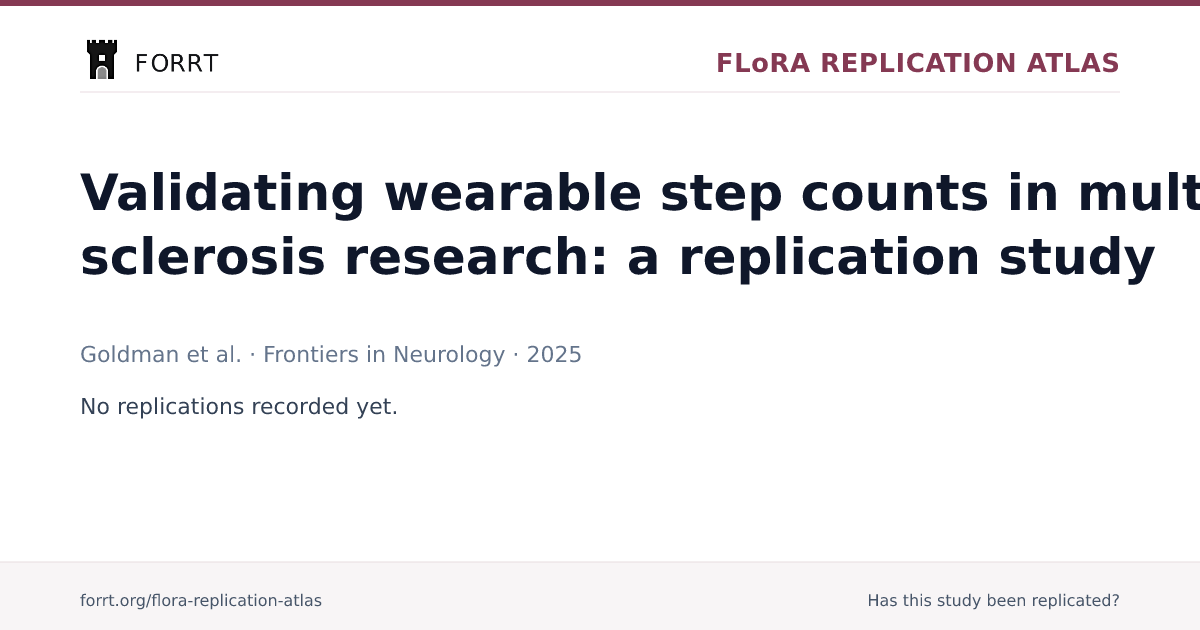 FORRT
FLoRA REPLICATION ATLAS
Validating wearable step counts in mult
sclerosis research: a replication study
Goldman et al. · Frontiers in Neurology · 2025
No replications recorded yet.
forrt.org/flora-replication-atlas
Has this study been replicated?